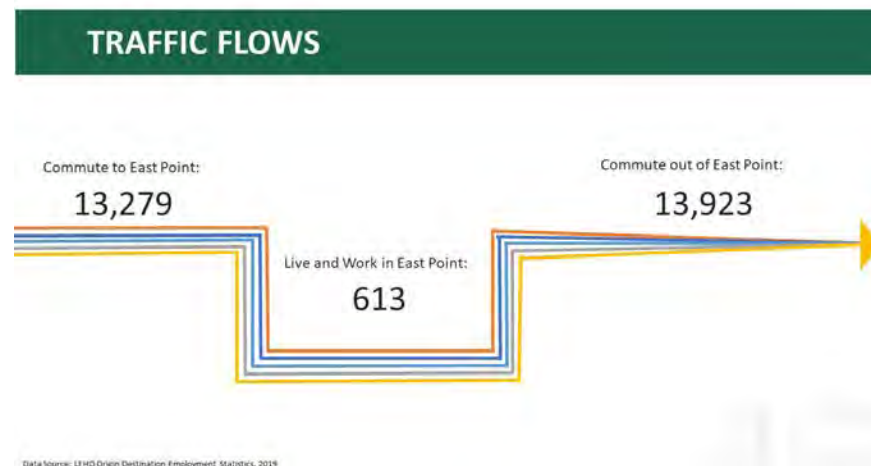 TRAFFIC FLOWS
Commute to East Point:
13,279
Commute out of East Point:
13,923
Live and Work in East Point:
613
Data Source: LEHD Origin Destination Employment Statistics, 2019